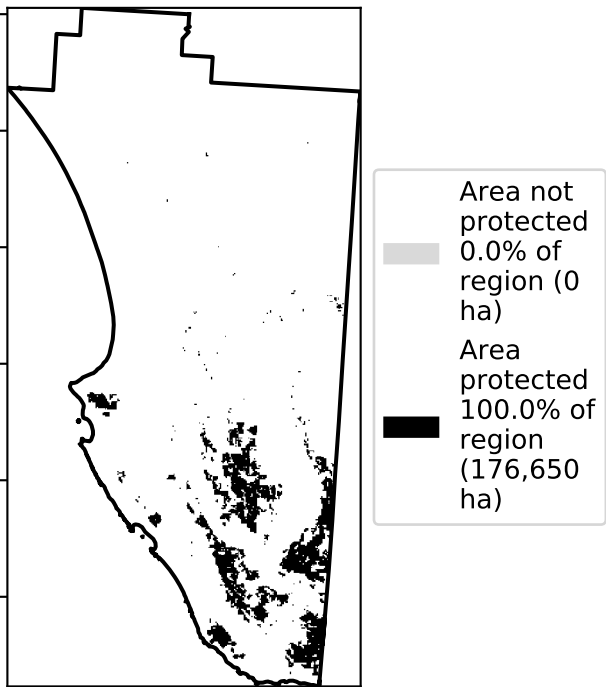 Area not
protected
0.0% of
region (0
ha)
Area
protected
100.0% of
region
(176,650
ha)